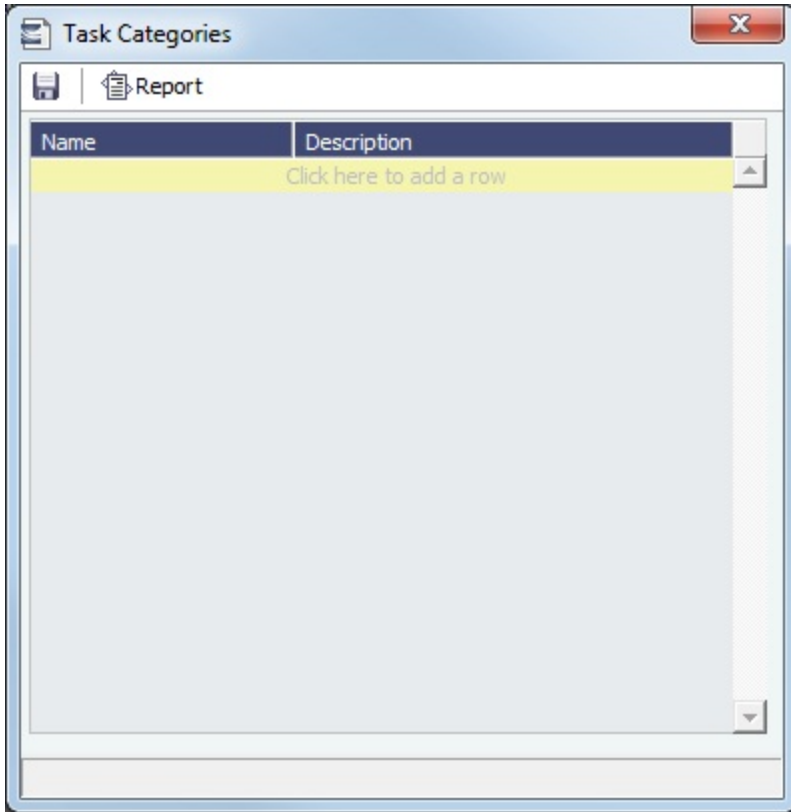 Task Categories
Report
Name Description
Click here to add a row